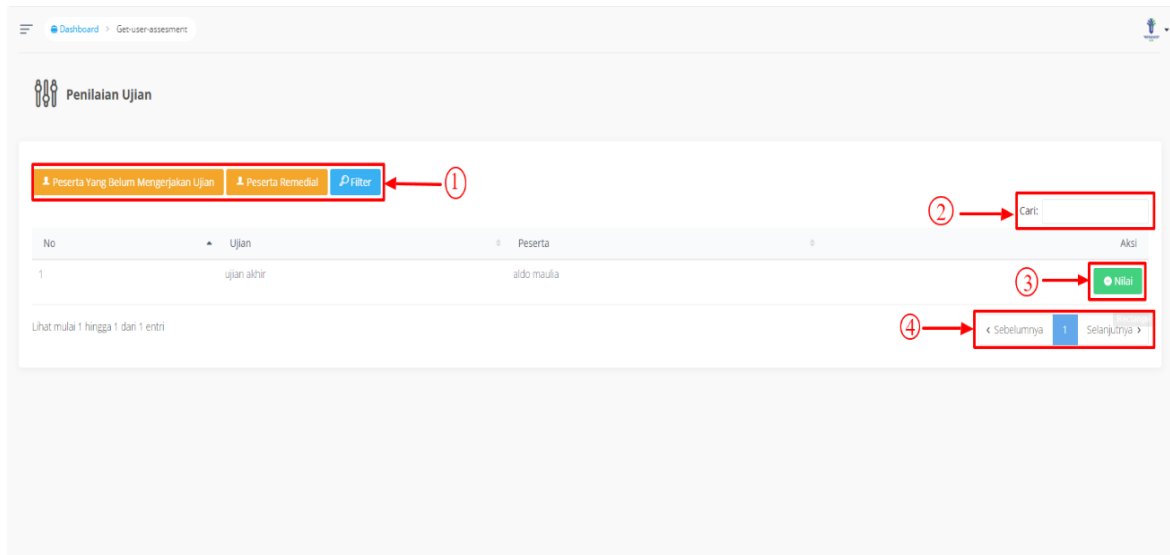 Dashboard > Get-user-assesment
Penilaian Ujian
Peserta Yang Belum Mengerjakan Ujian Peserta Remedial Filter
1
2
Cari:
No Ujian Peserta Aksi
1 ujian akhir aldo maulia
3
Nilai
Lihat mulai 1 hingga 1 dari 1 entri
4
‹ Sebelumnya 1 Selanjutnya ›